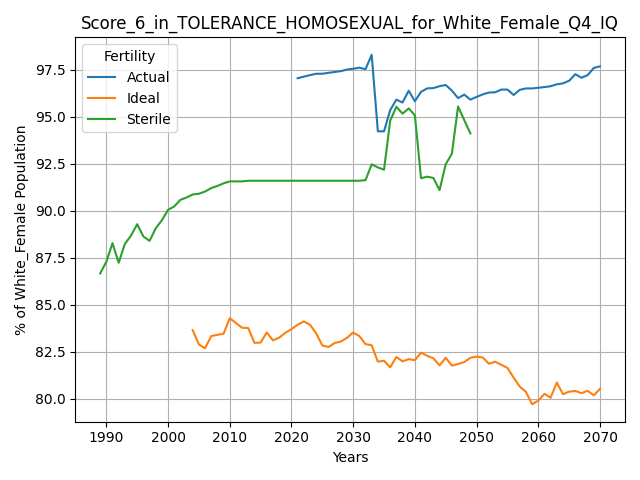 Score_6_in_TOLERANCE_HOMOSEXUAL_for_White_Female_Q4_IQ
% of White_Female Population
97.5
95.0
92.5
90.0
87.5
85.0
82.5
80.0
Fertility
Actual
Ideal
Sterile
1990 2000 2010 2020 2030 2040 2050 2060 2070
Years